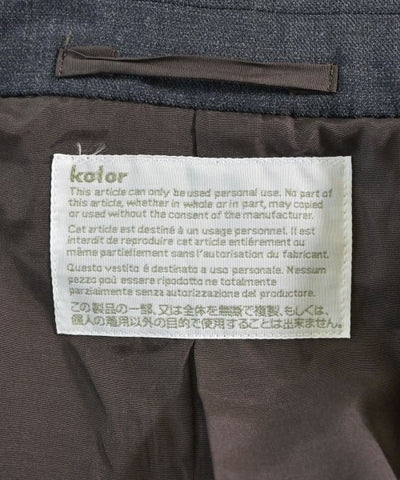 kolor
This article can only be used personal use. No part of
this article, whether in whole or in part, may copied
or used without the consent of the manufacturer.
Cet article est destiné à un usage personnel. Il est
interdit de reproduire cet article entiérement ou
même partiellement sans l'autorisation du fabricant.
Questo vestito é destinato a uso personale. Nessun
pezzo puó essere ripodotto ne totalmente
parzialmente senza autorizzazione del productore.
この製品の一部、又は全体を無断で複製、もしくは、
個人の着用以外の目的で使用することは出来ません。